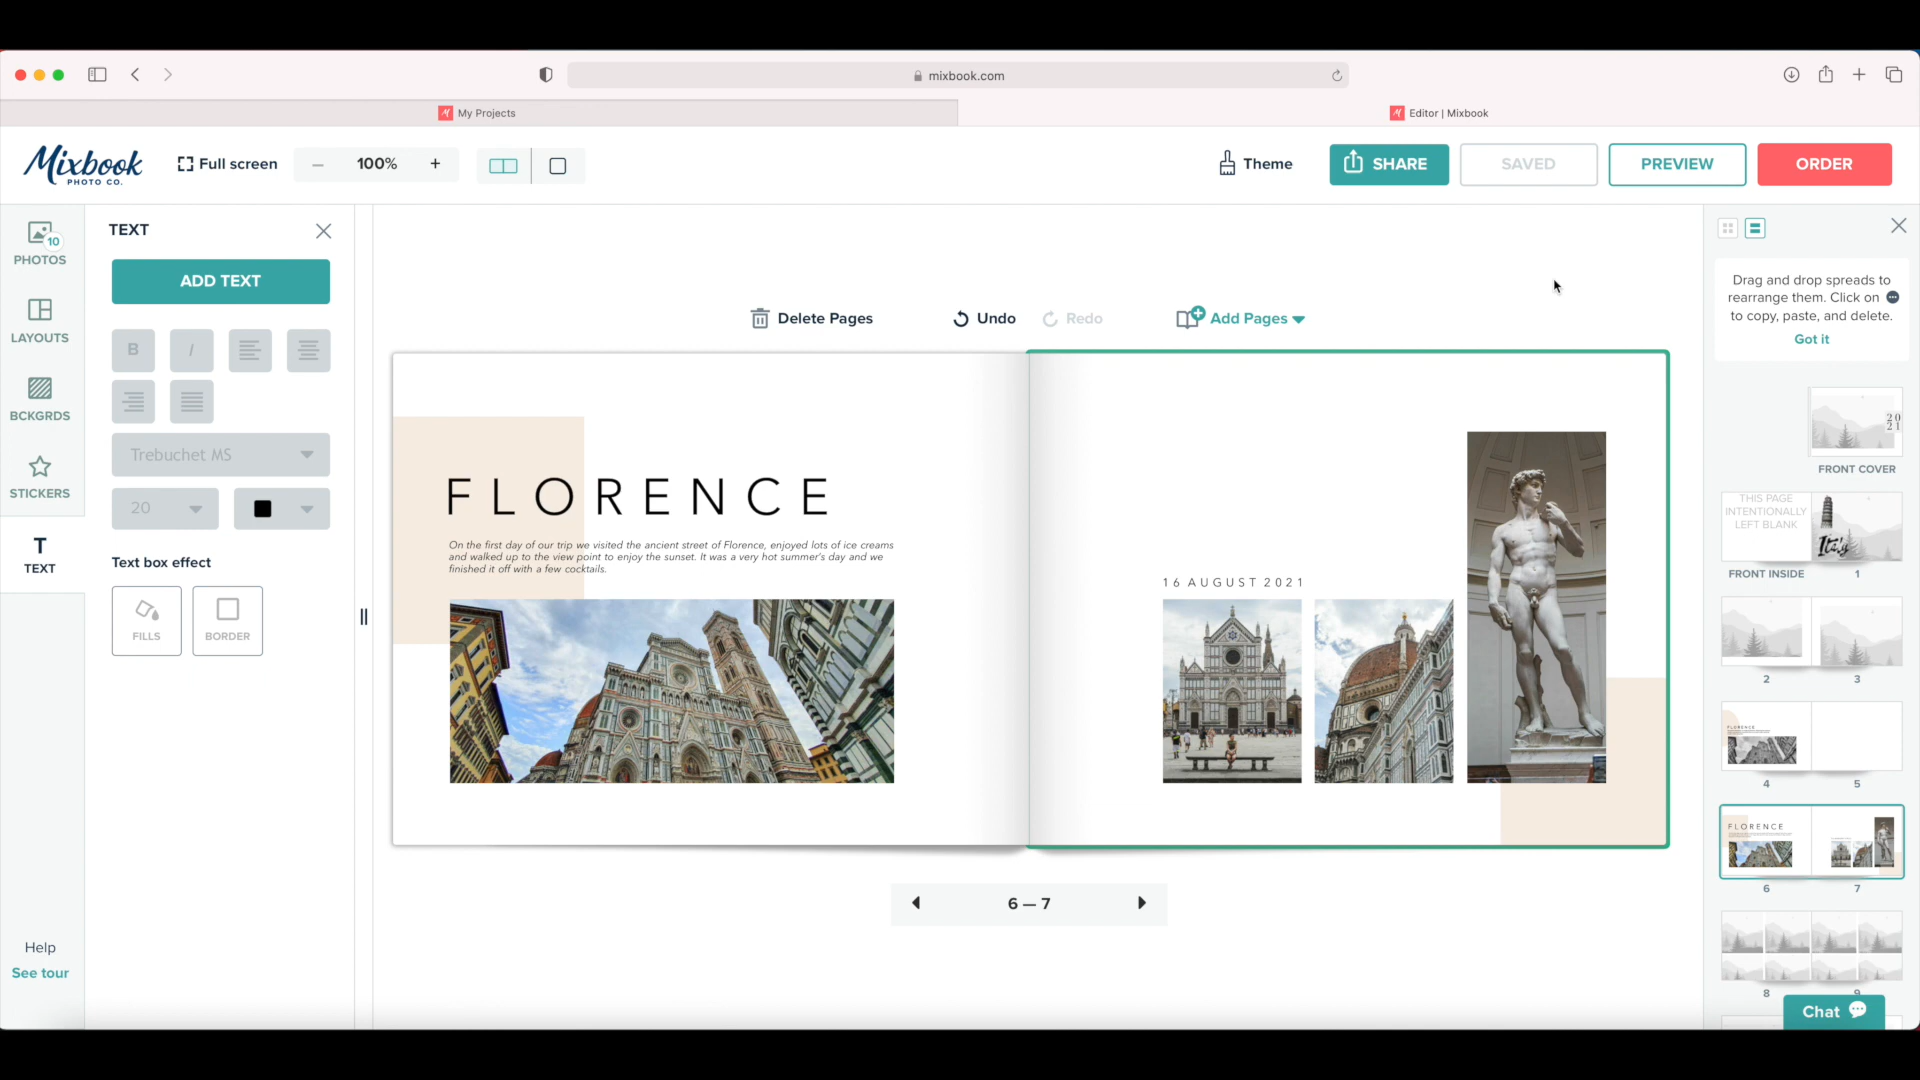 mixbook.com
My Projects
Editor | Mixbook
Mixbook
PHOTO CO.
Full screen
100%
Theme
SHARE
SAVED
PREVIEW
ORDER
PHOTOS
10
LAYOUTS
BCKGRDS
STICKERS
T
TEXT
Help
See tour
TEXT
ADD TEXT
B
I
Trebuchet MS
20
Text box effect
FILLS
BORDER
Delete Pages
Undo
Redo
Add Pages
FLORENCE
On the first day of our trip we visited the ancient street of Florence, enjoyed lots of ice creams
and walked up to the view point to enjoy the sunset. It was a very hot summer's day and we
finished it off with a few cocktails.
16 AUGUST 2021
6 — 7
Drag and drop spreads to
rearrange them. Click on
to copy, paste, and delete.
Got it
20
21
FRONT COVER
THIS PAGE
INTENTIONALLY
LEFT BLANK
Italy
FRONT INSIDE
1
2
3
FLORENCE
4
5
FLORENCE
6
7
8
9
Chat